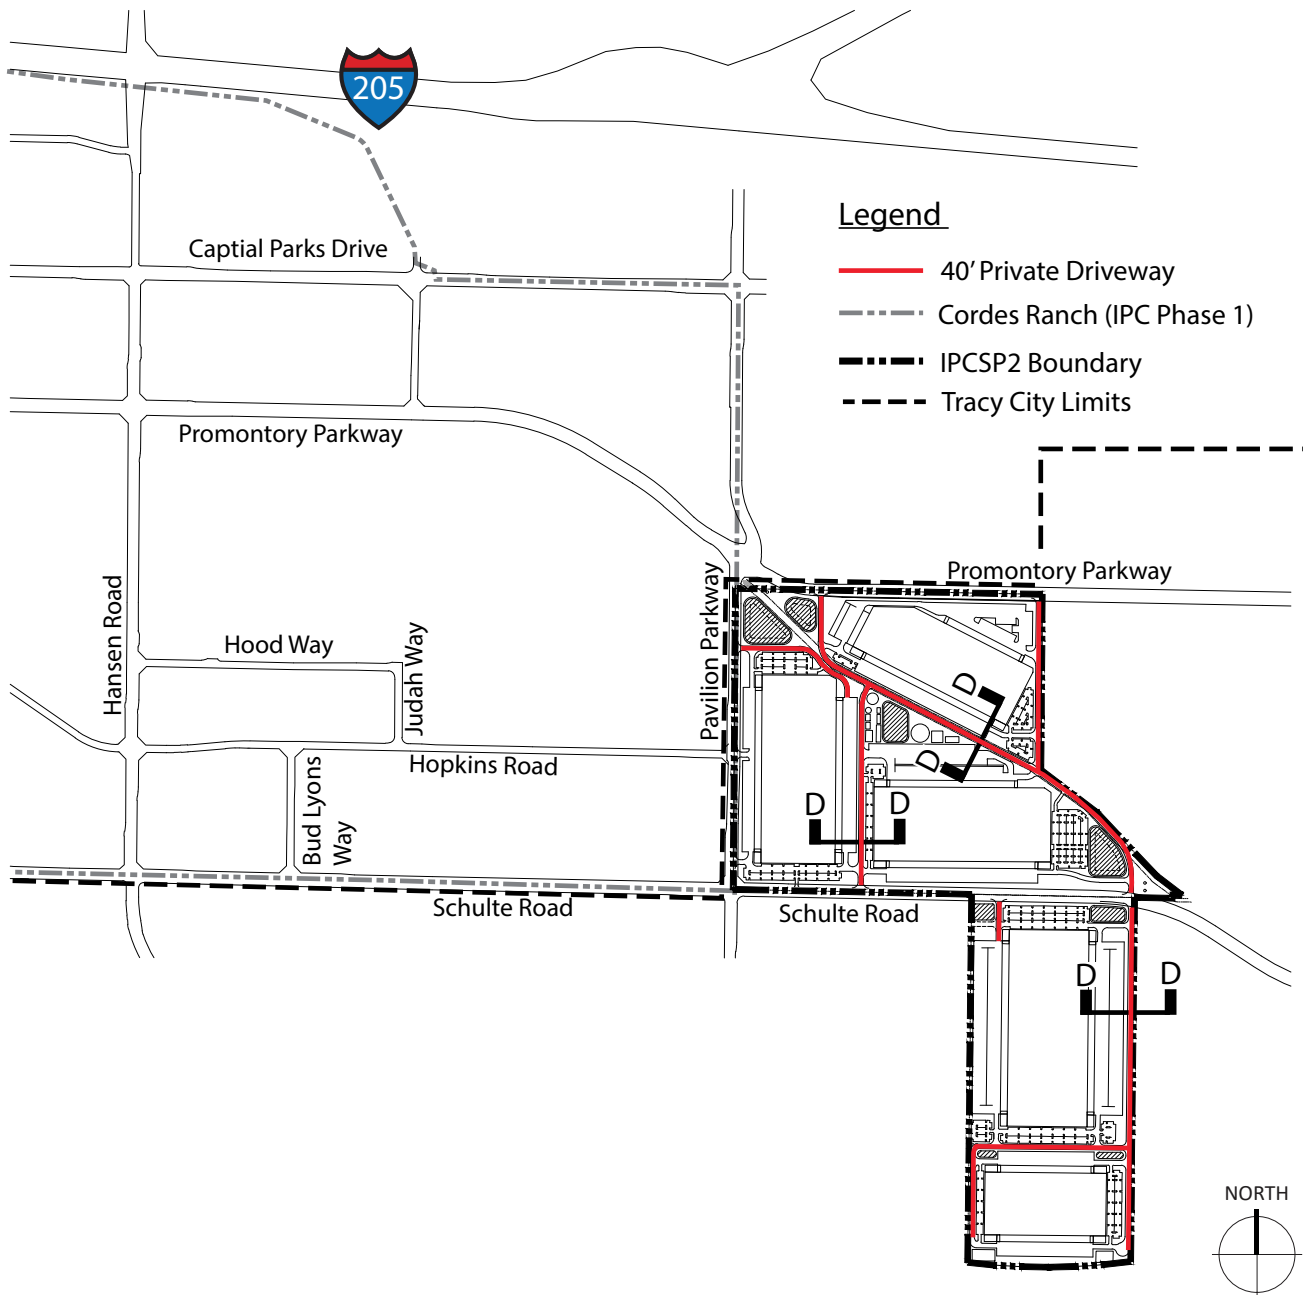 205
Legend
40' Private Driveway
Cordes Ranch (IPC Phase 1)
IPCSP2 Boundary
Tracy City Limits
Captial Parks Drive
Promontory Parkway
Promontory Parkway
Hansen Road
Hood Way
Judah Way
Pavilion Parkway
Hopkins Road
Bud Lyons
Way
Schulte Road
Schulte Road
D
D
D
D
D
D
NORTH